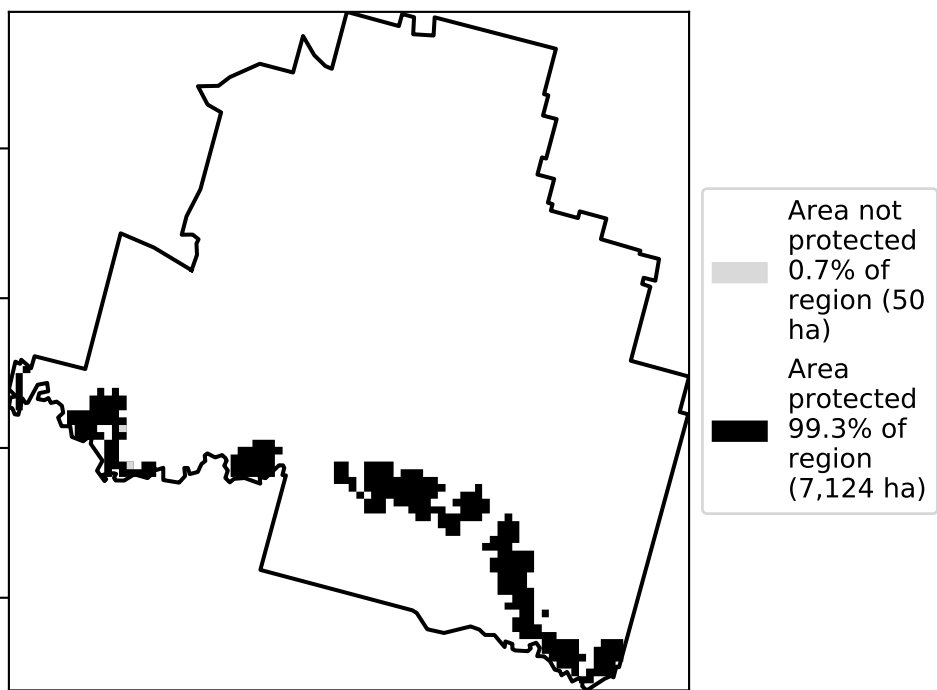 Area not
protected
0.7% of
region (50
ha)
Area
protected
99.3% of
region
(7,124 ha)